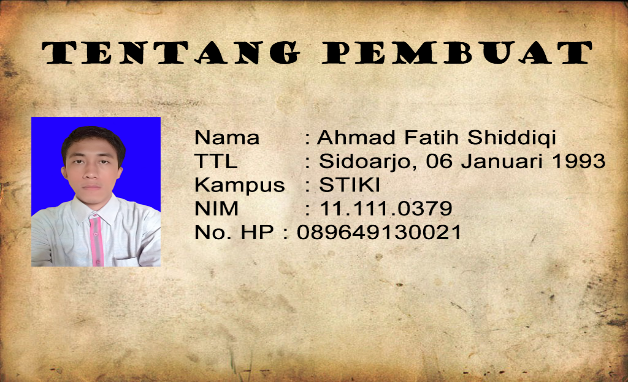 TENTANG PEMBUAT
Nama : Ahmad Fatih Shiddiqi
TTL : Sidoarjo, 06 Januari 1993
Kampus : STIKI
NIM : 11.111.0379
No. HP : 089649130021